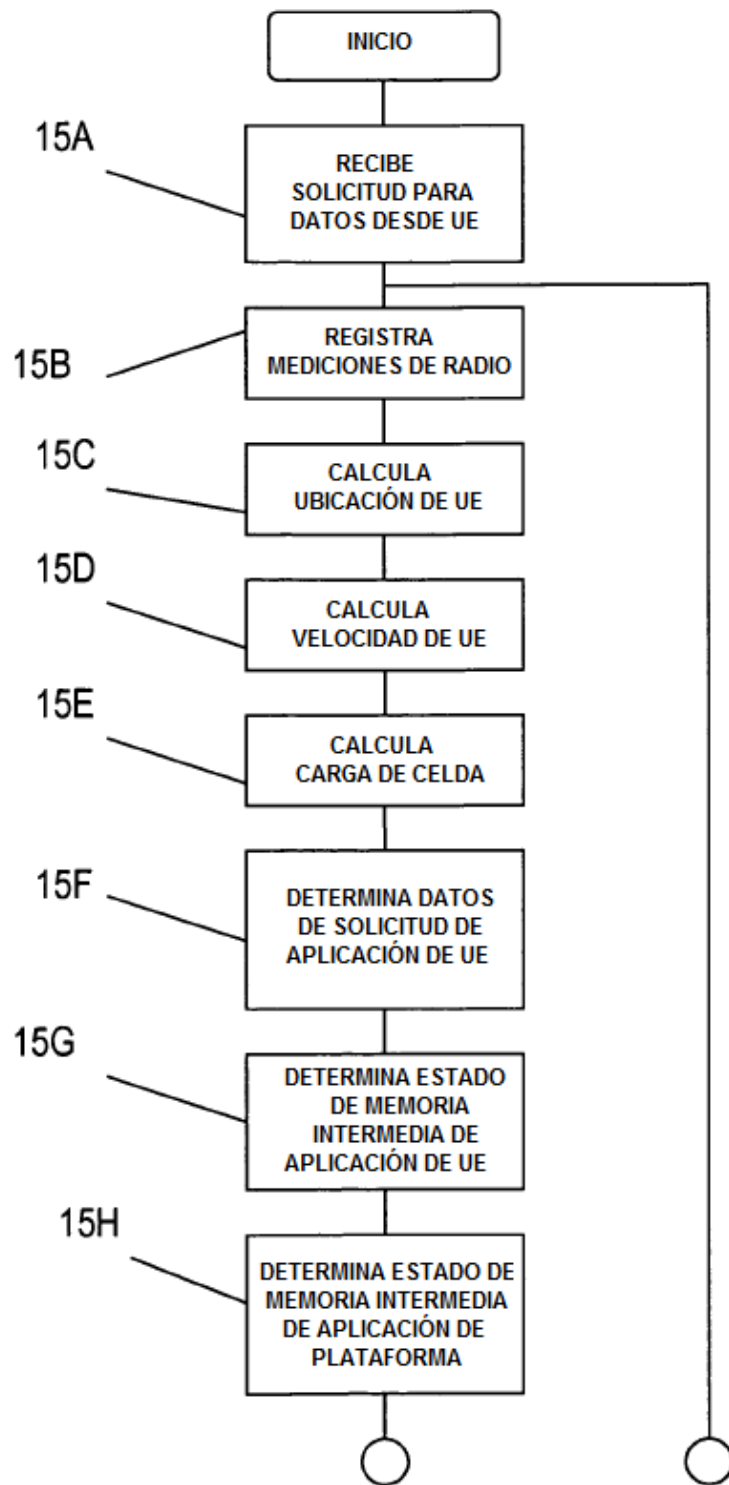 INICIO
15A
RECIBE
SOLICITUD PARA
DATOS DESDE UE
15B
REGISTRA
MEDICIONES DE RADIO
15C
CALCULA
UBICACIÓN DE UE
15D
CALCULA
VELOCIDAD DE UE
15E
CALCULA
CARGA DE CELDA
15F
DETERMINA DATOS
DE SOLICITUD DE
APLICACIÓN DE UE
15G
DETERMINA ESTADO
DE MEMORIA
INTERMEDIA DE
APLICACIÓN DE UE
15H
DETERMINA ESTADO DE
MEMORIA INTERMEDIA
DE APLICACIÓN DE
PLATAFORMA